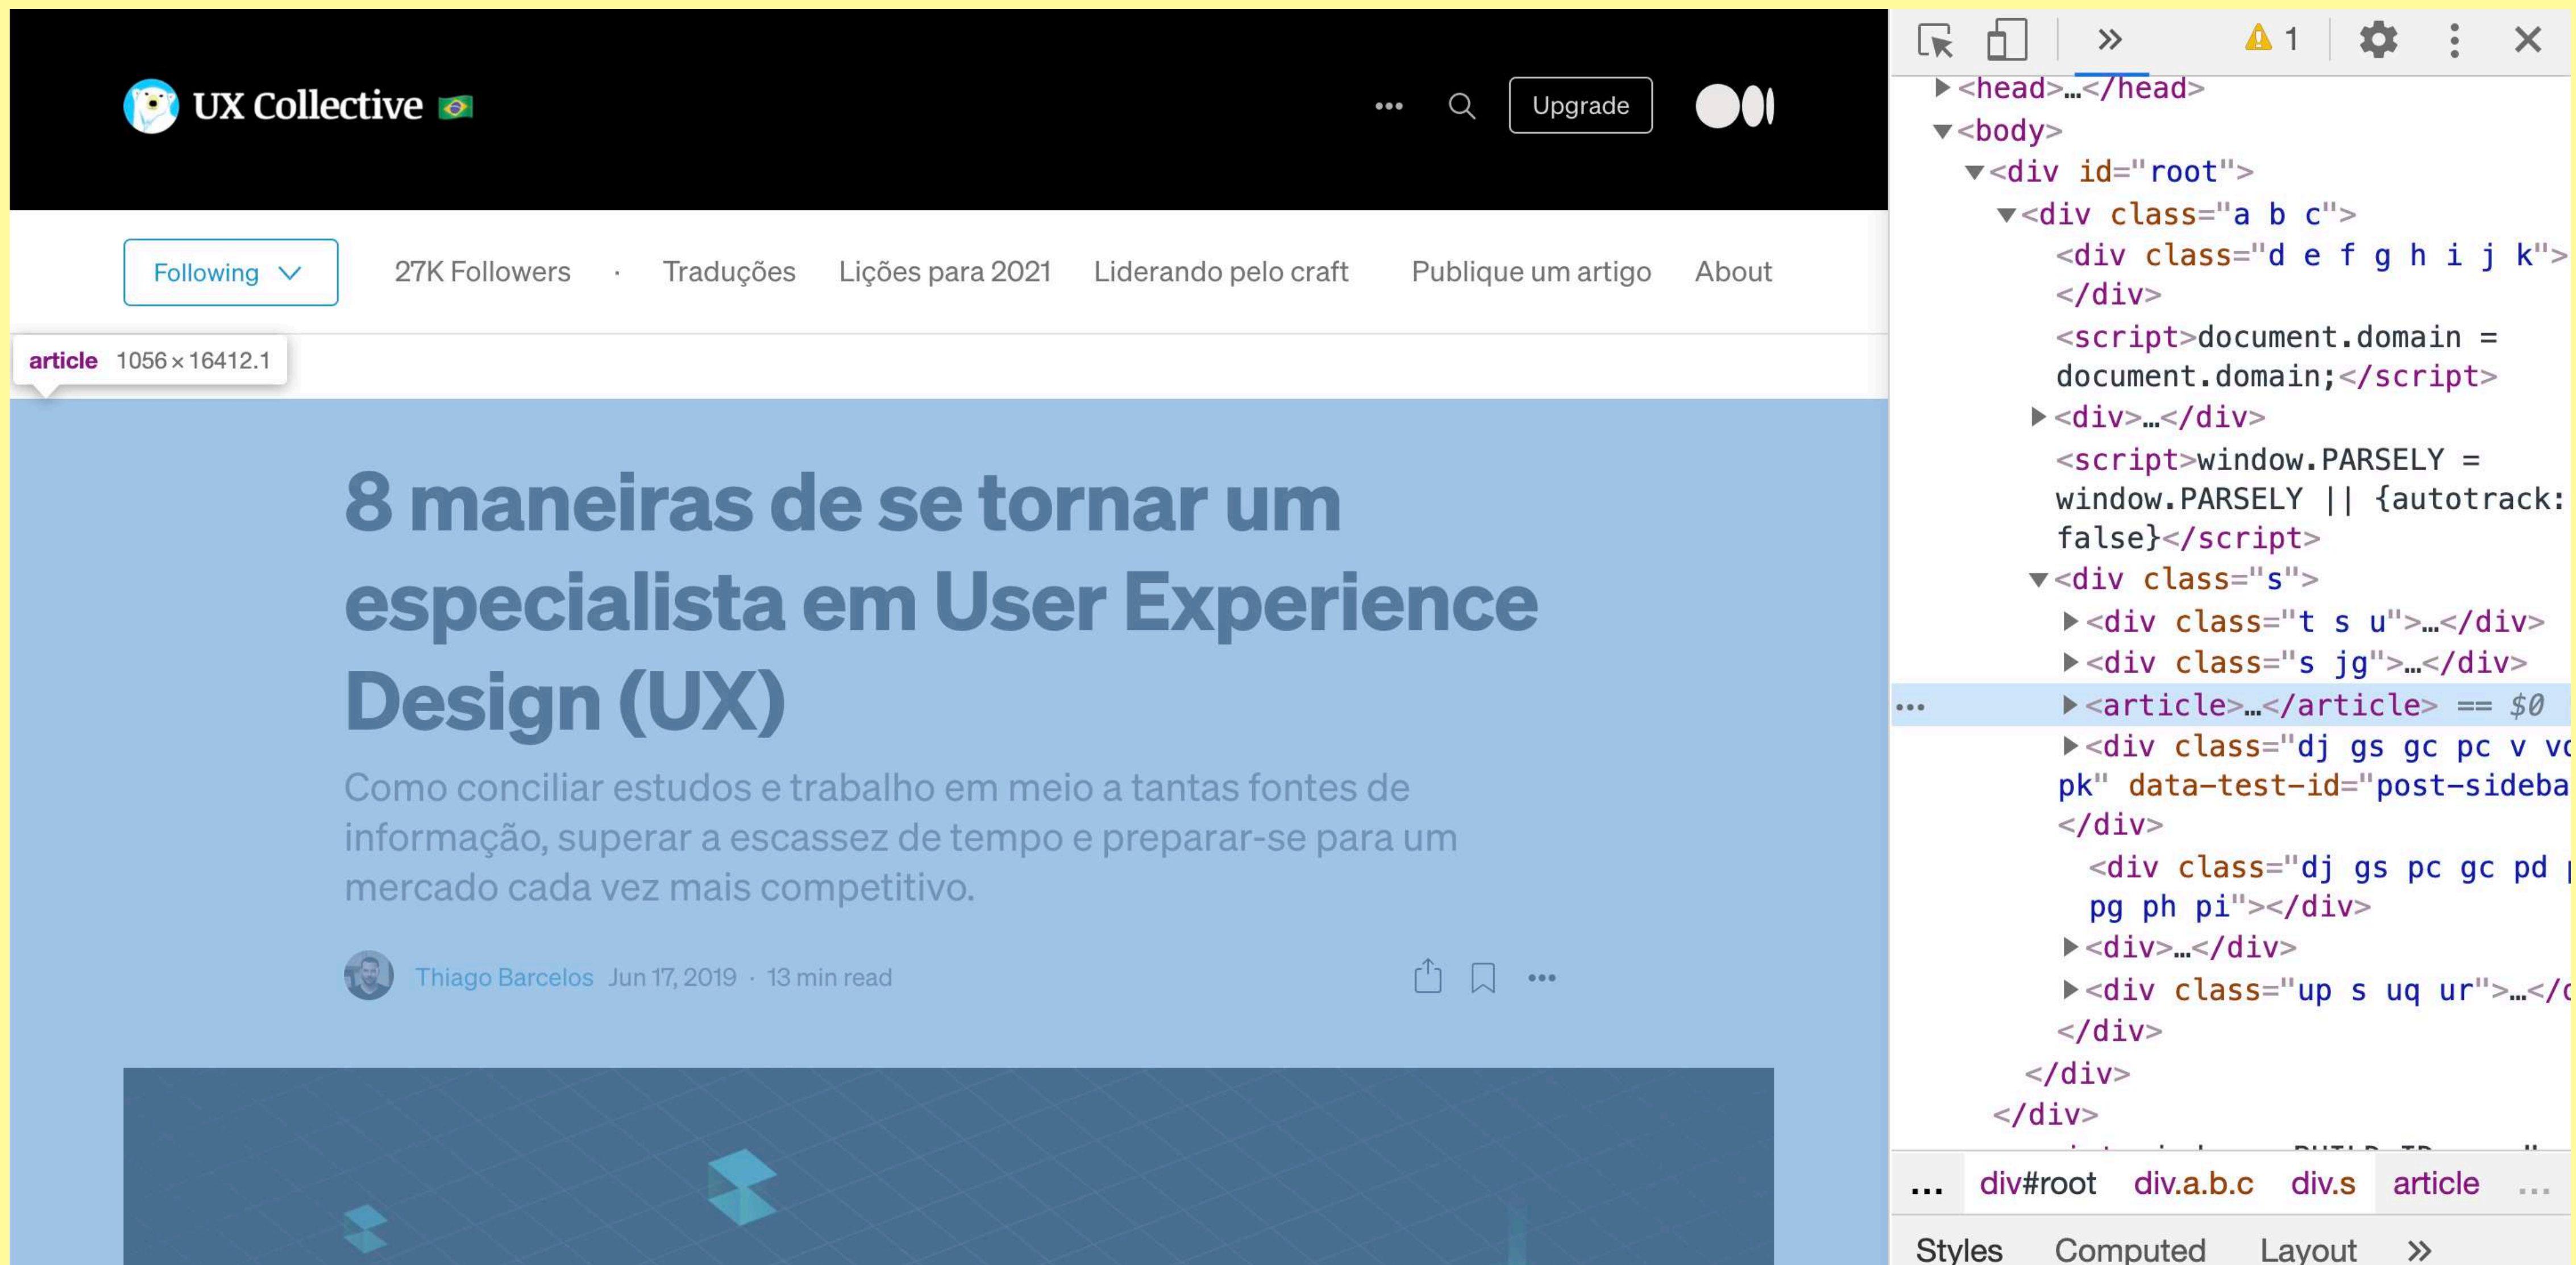 UX Collective
Upgrade
Following
27K Followers · Traduções Lições para 2021 Liderando pelo craft Publique um artigo About
article 1056 × 16412.1
8 maneiras de se tornar um
especialista em User Experience
Design (UX)
Como conciliar estudos e trabalho em meio a tantas fontes de
informação, superar a escassez de tempo e preparar-se para um
mercado cada vez mais competitivo.
Thiago Barcelos Jun 17, 2019 · 13 min read
1
<head>…</head>
<body>
<div id="root">
<div class="a b c">
<div class="d e f g h i j k">
</div>
<script>document.domain =
document.domain;</script>
<div>…</div>
<script>window.PARSELY =
window.PARSELY || {autotrack:
false}</script>
<div class="s">
<div class="t s u">…</div>
<div class="s jg">…</div>
<article>…</article> == $0
<div class="dj gs gc pc v
pk" data-test-id="post-sideba
</div>
<div class="dj gs pc gc pd
pg ph pi"></div>
<div>…</div>
<div class="up s uq ur">…</
</div>
</div>
</div>
... div#root div.a.b.c div.s article ...
Styles Computed Layout